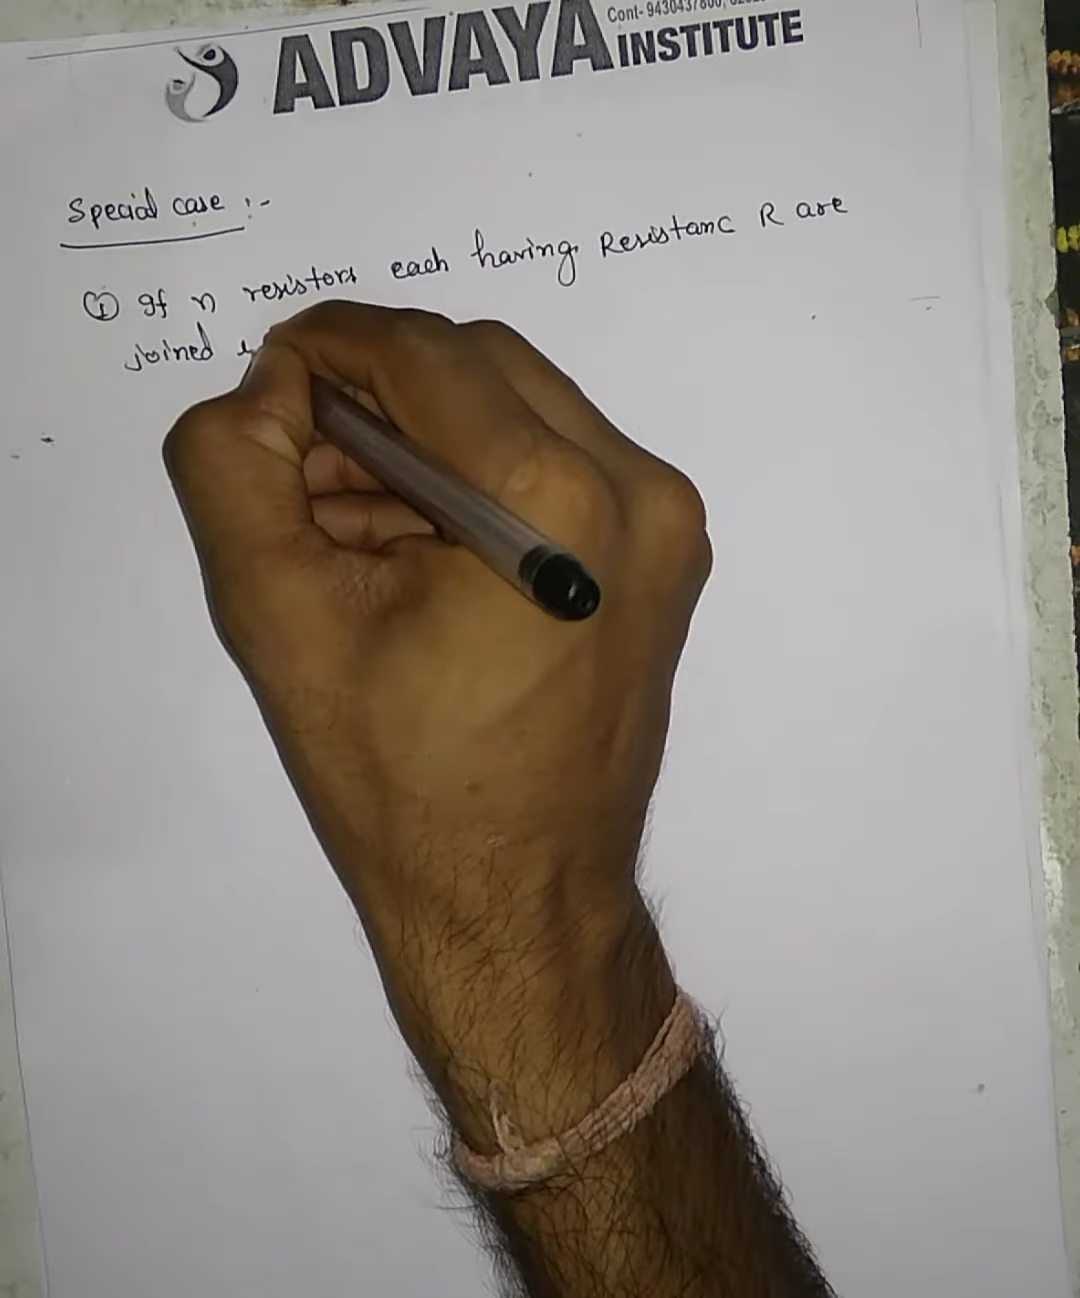 Cont- 9430437800,
ADVAYA INSTITUTE
Special case :-
① If n resistors each having Resistanc R are
joined